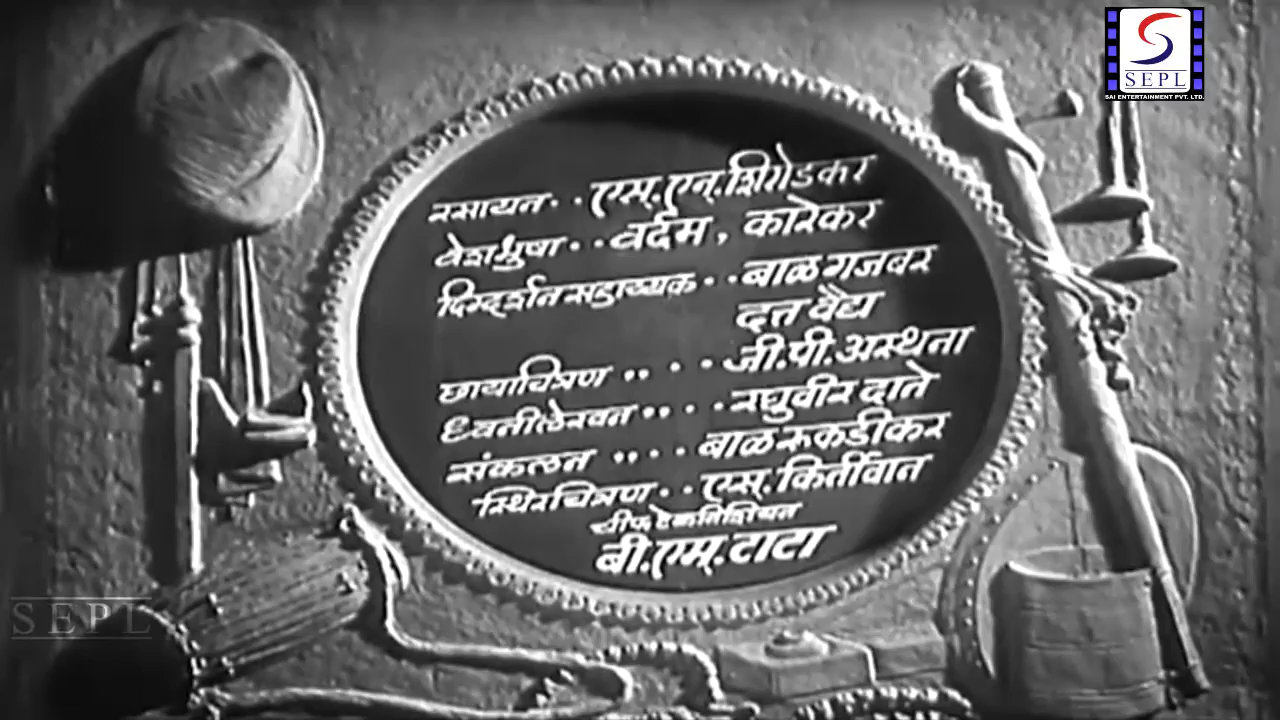 SEPL
SAI ENTERTAINMENT PVT. LTD.
रसायन · · एस. एन. शिरोडकर
वेशभुषा · · वर्दम, कारेकर
दिग्दर्शन सहाय्यक · · बाळ गजबर
दत्त वैद्य
छायाचित्रण · · · · जी. पी. अस्थना
ध्वनीलेखन · · · · रघुवीर दाते
संकलन · · · · बाळ रुकडीकर
स्थिरचित्रण · · एस. किर्तीवान
चीफ टेक्निशियन
बी. एम्. टाटा
SEPL